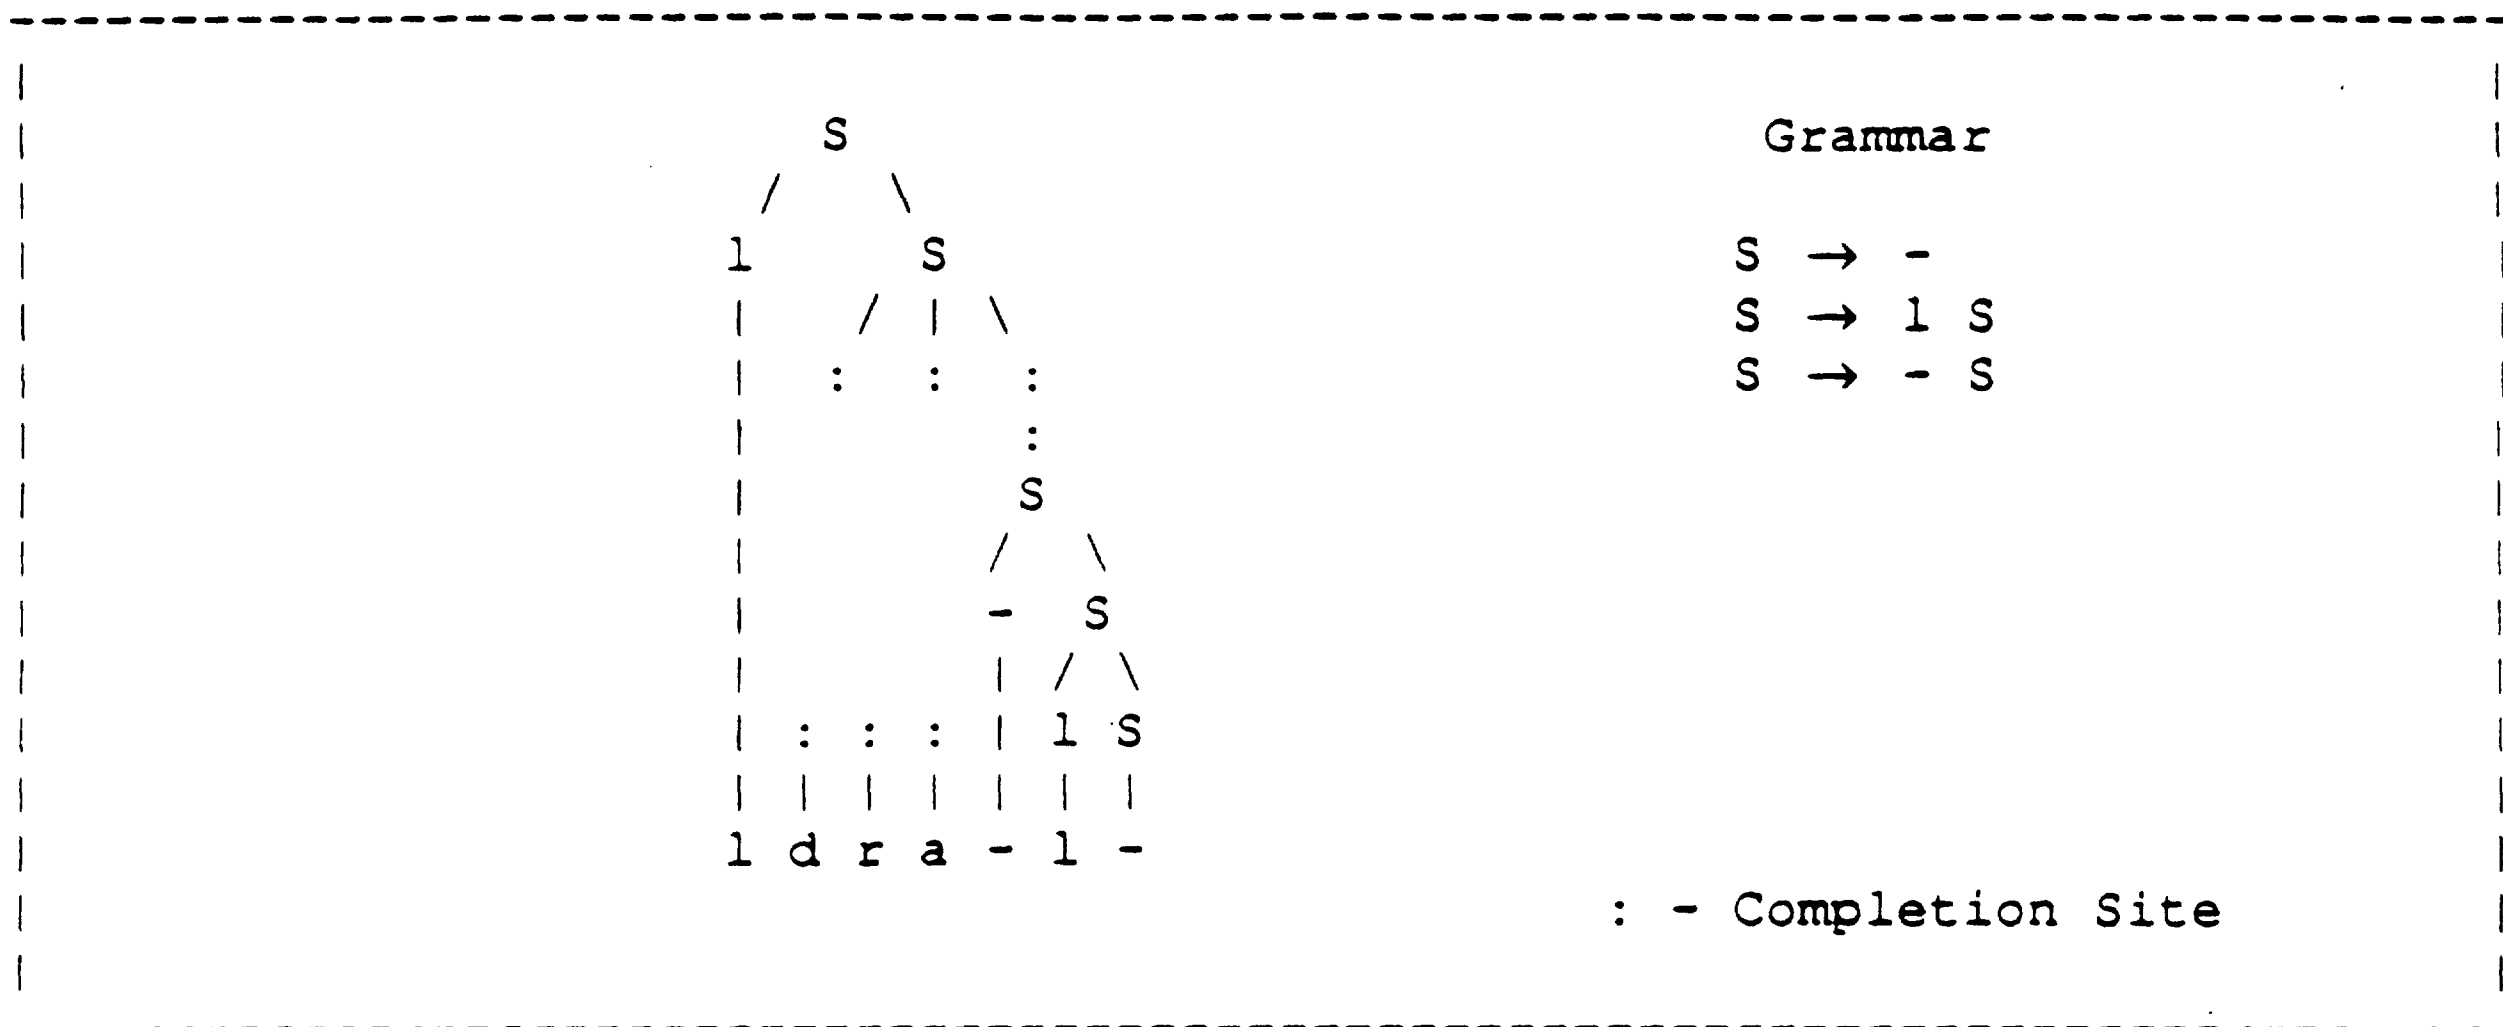 S Grammar
/ \
l S S → -
| / | \ S → l S
| : : : S → - S
| :
| S
| / \
| - S
| | / \
| : : : | l S
| | | | | | |
l d r a - l -
: - Completion Site